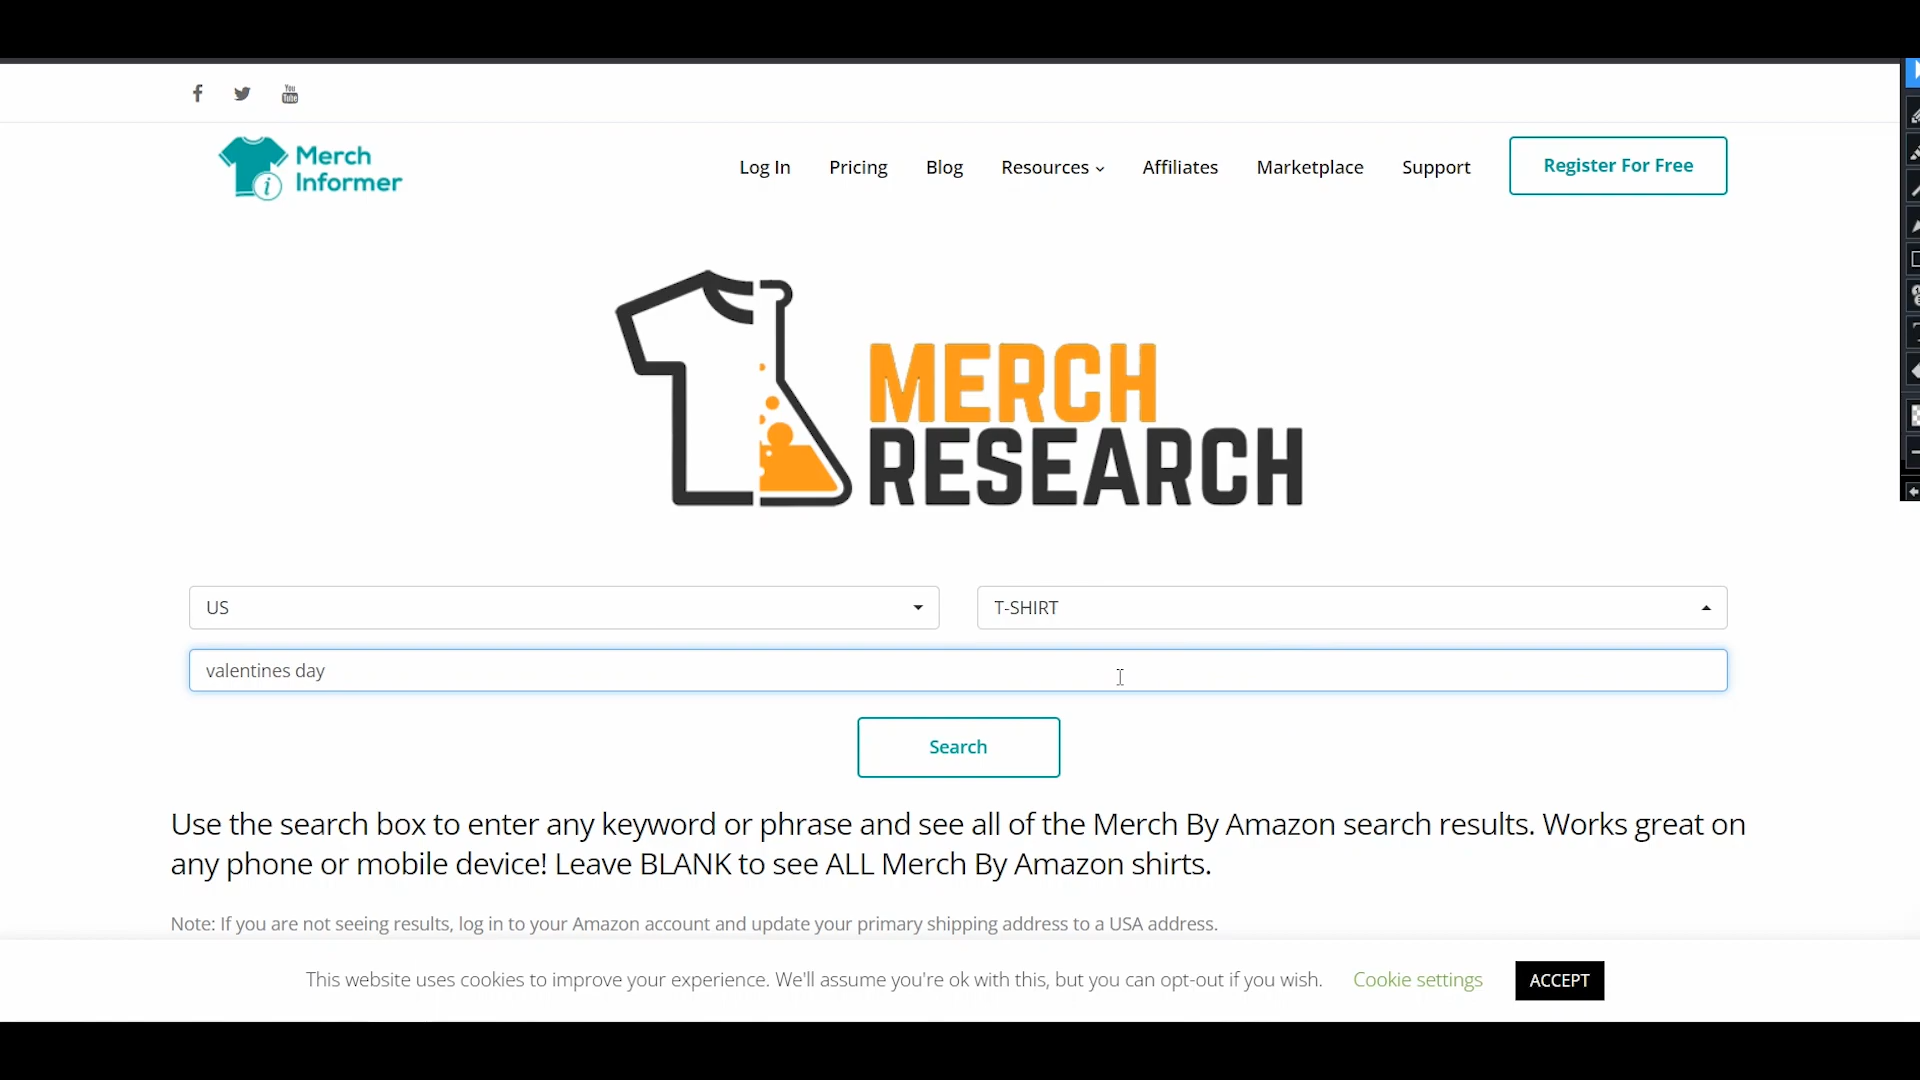 You
Tube
Merch
Informer
i
Log In
Pricing
Blog
Resources
Affiliates
Marketplace
Support
Register For Free
MERCH
RESEARCH
US
T-SHIRT
valentines day
Search
Use the search box to enter any keyword or phrase and see all of the Merch By Amazon search results. Works great on
any phone or mobile device! Leave BLANK to see ALL Merch By Amazon shirts.
Note: If you are not seeing results, log in to your Amazon account and update your primary shipping address to a USA address.
This website uses cookies to improve your experience. We'll assume you're ok with this, but you can opt-out if you wish.
Cookie settings
ACCEPT